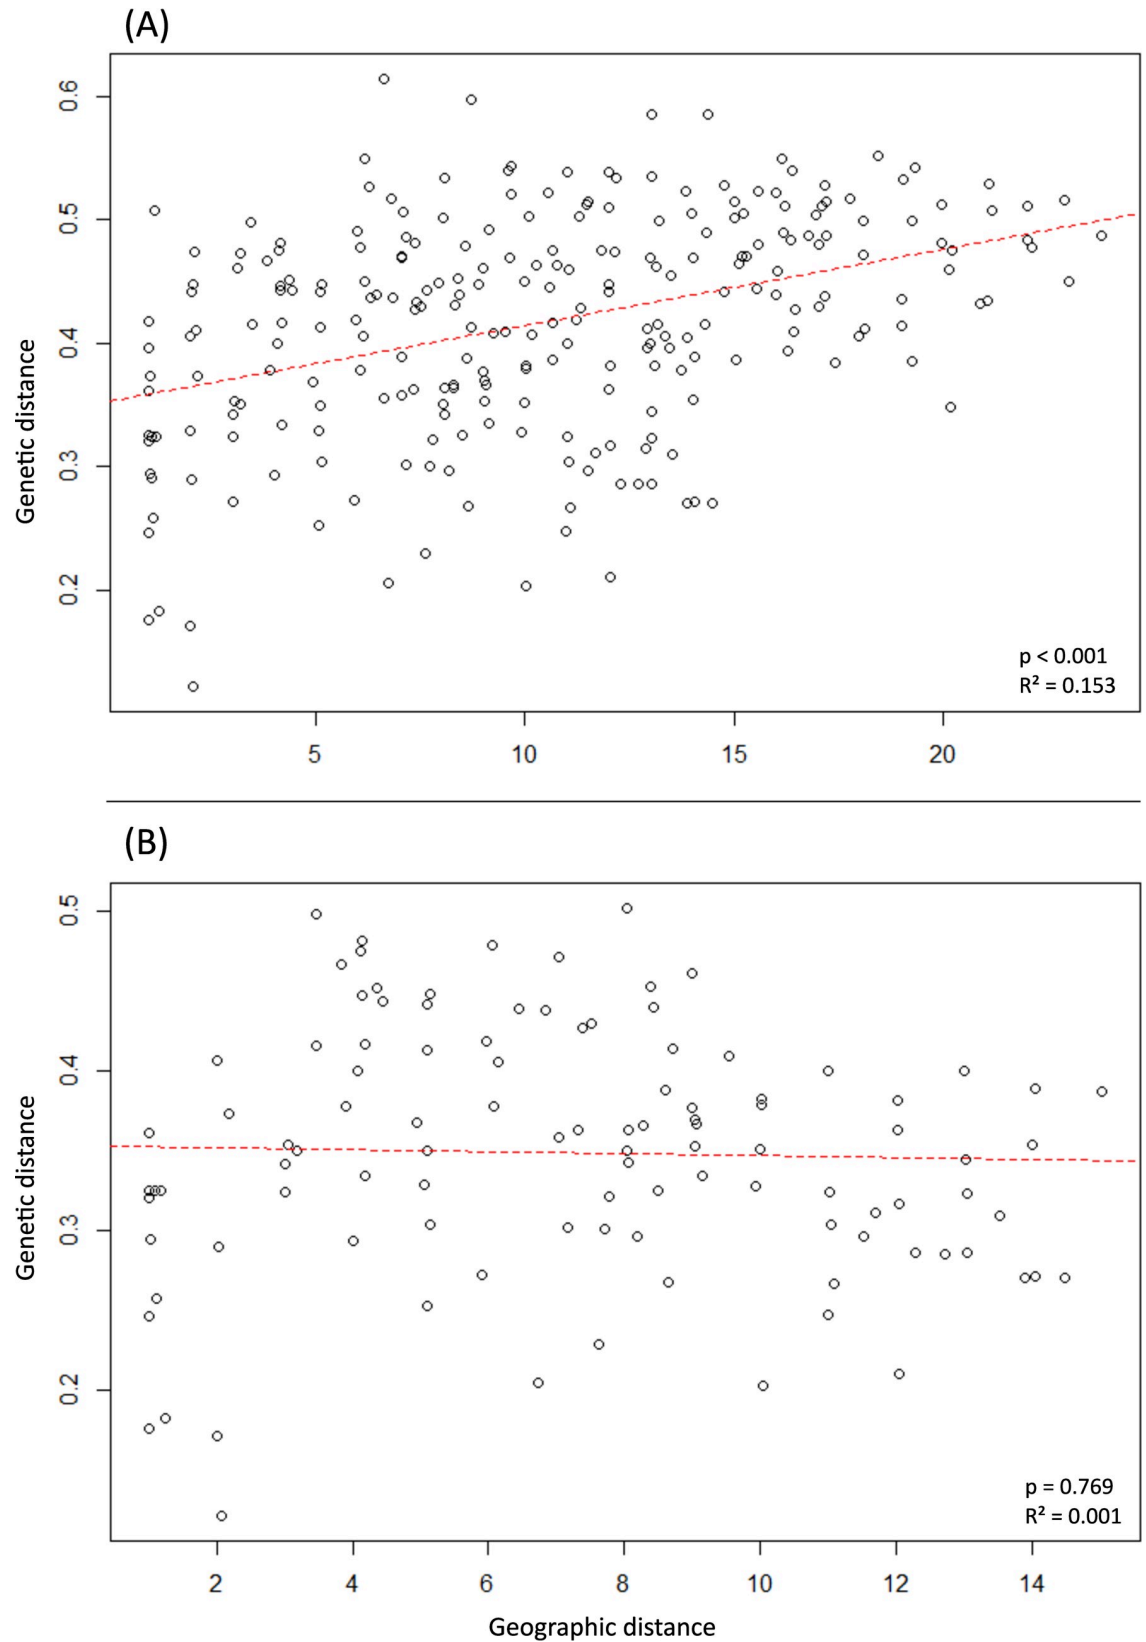 (A)
0.6
0.5
0.4
0.3
0.2
Genetic distance
p < 0.001
R² = 0.153
5 10 15 20
(B)
0.5
0.4
0.3
0.2
Genetic distance
p = 0.769
R² = 0.001
2 4 6 8 10 12 14
Geographic distance